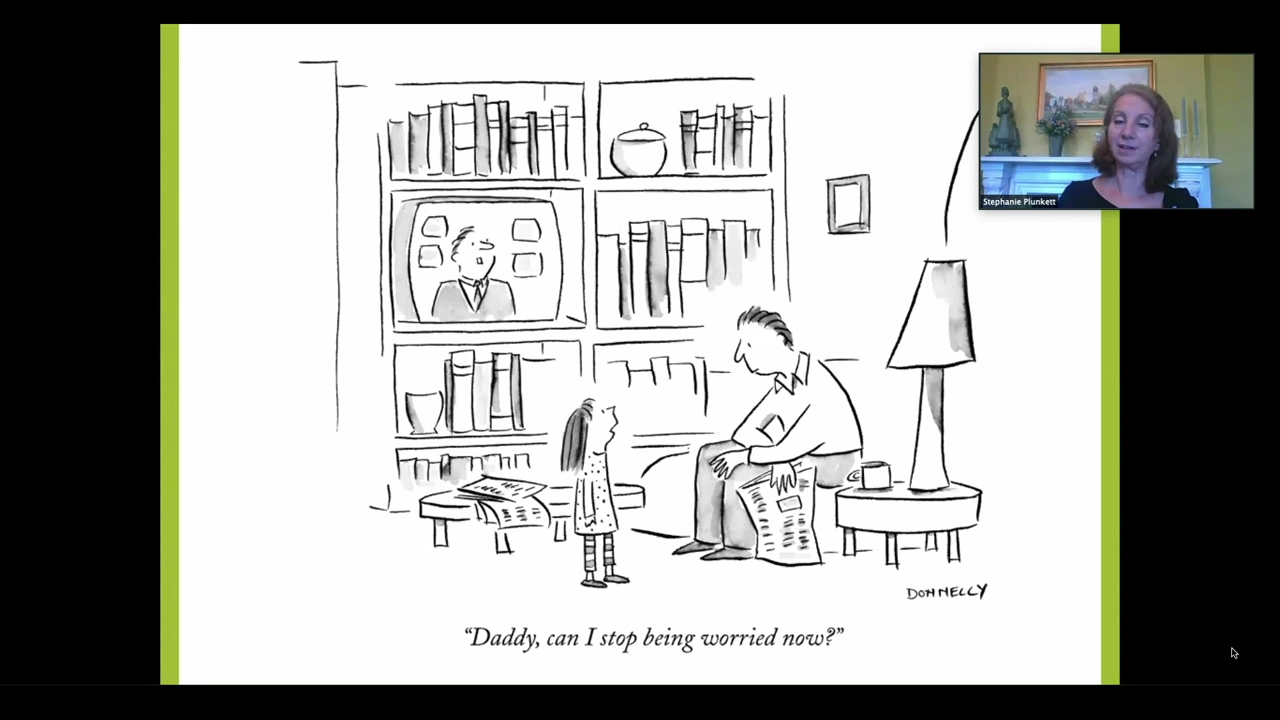 Stephanie Plunkett
DONNELLY
“Daddy, can I stop being worried now?”